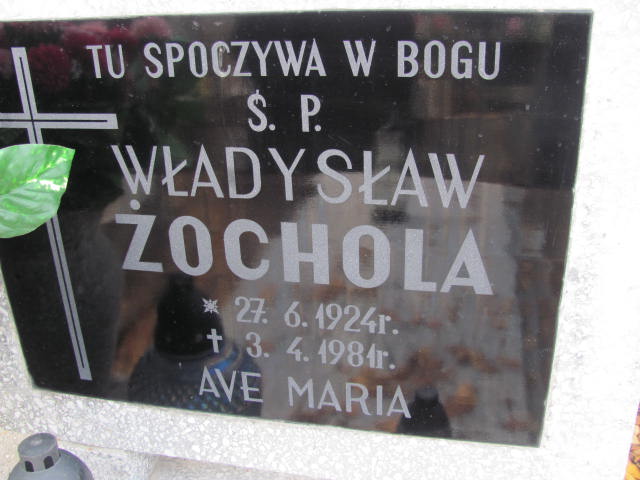 TU SPOCZYWA W BOGU
Ś. P.
WŁADYSŁAW
ŻOCHOLA
* 27. 6. 1924r.
† 3. 4. 1981r.
AVE MARIA